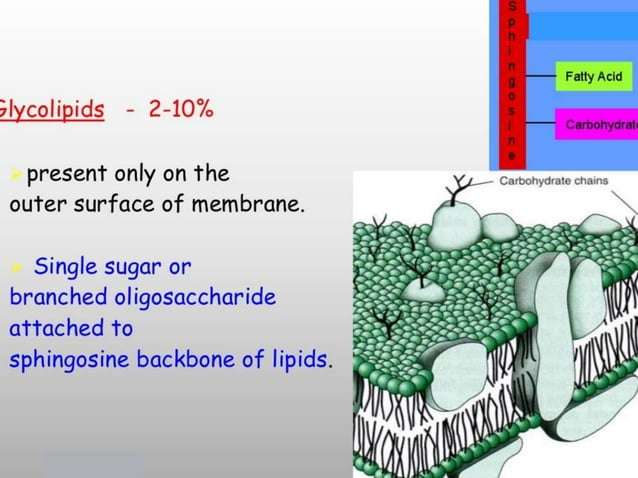 Glycolipids - 2-10%
present only on the
outer surface of membrane.
Single sugar or
branched oligosaccharide
attached to
sphingosine backbone of lipids.
Sphingosine
Fatty Acid
Carbohydrate
Carbohydrate chains